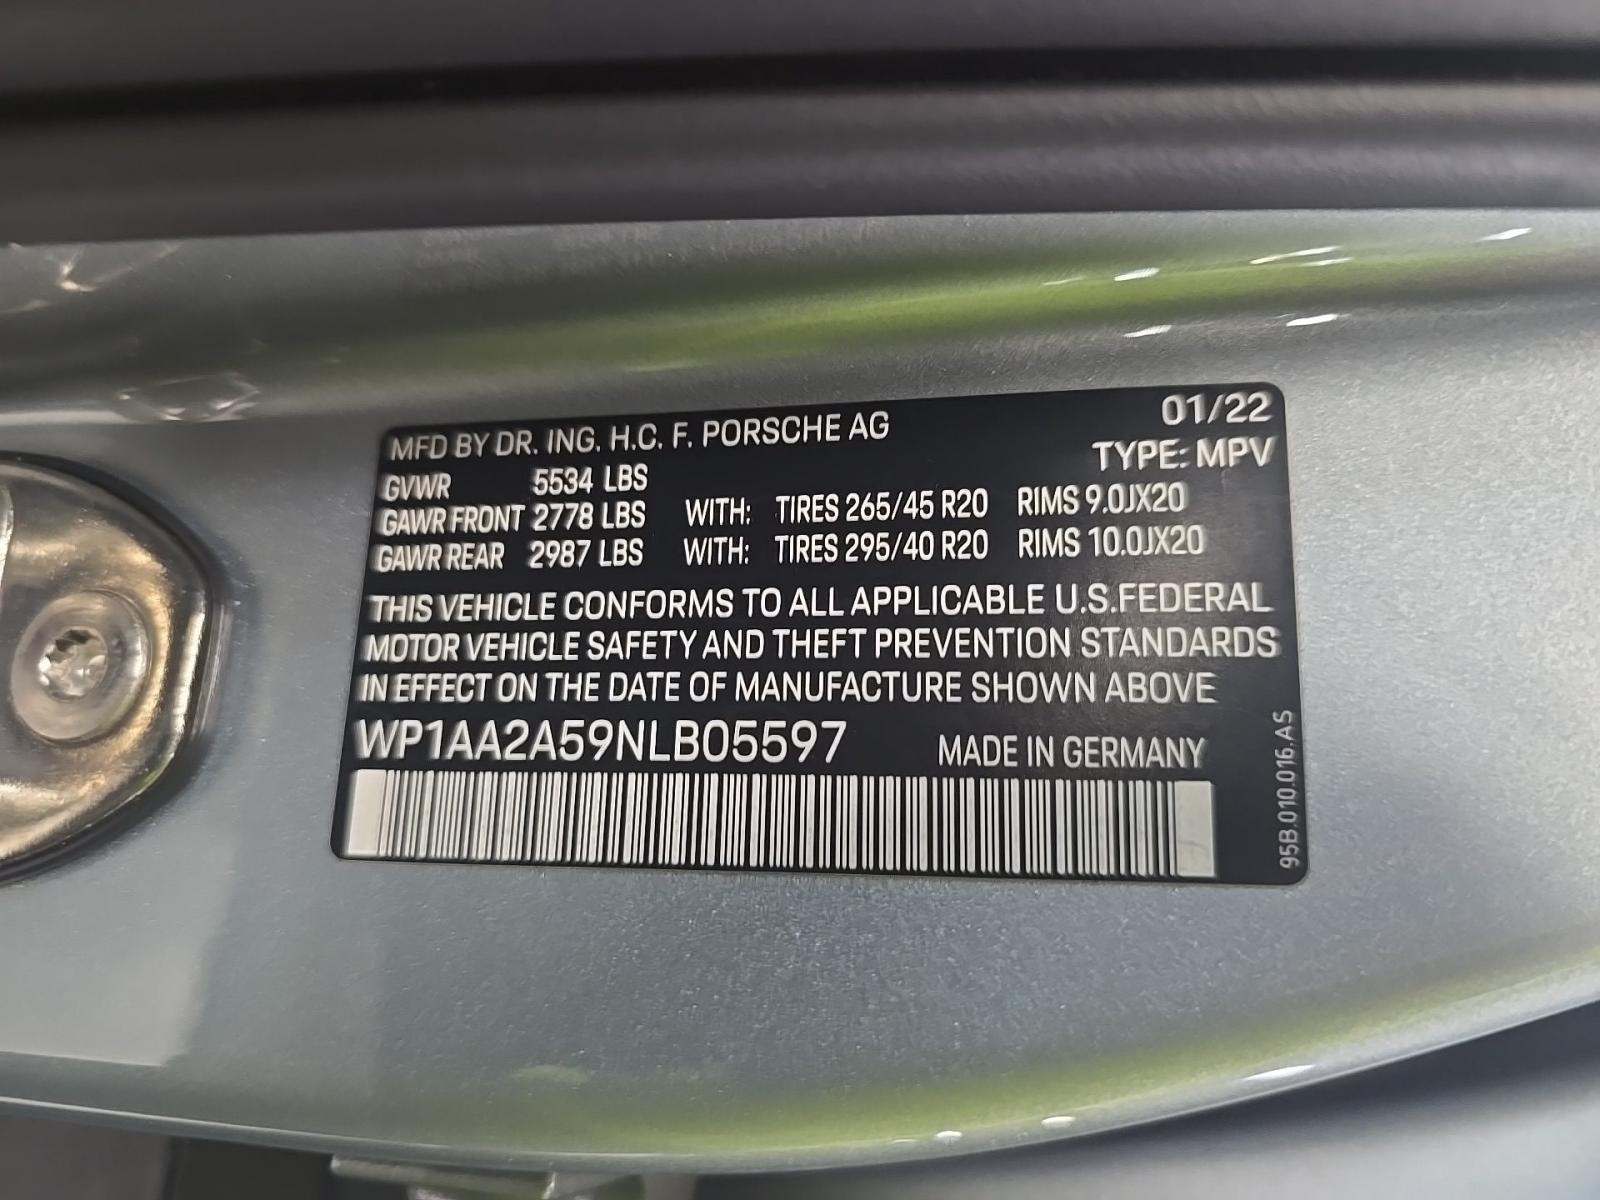 MFD BY DR. ING. H.C. F. PORSCHE AG 01/22
TYPE: MPV
GVWR 5534 LBS
GAWR FRONT 2778 LBS WITH: TIRES 265/45 R20 RIMS 9.0JX20
GAWR REAR 2987 LBS WITH: TIRES 295/40 R20 RIMS 10.0JX20
THIS VEHICLE CONFORMS TO ALL APPLICABLE U.S.FEDERAL
MOTOR VEHICLE SAFETY AND THEFT PREVENTION STANDARDS
IN EFFECT ON THE DATE OF MANUFACTURE SHOWN ABOVE
WP1AA2A59NLB05597 MADE IN GERMANY
95B.010.016.AS